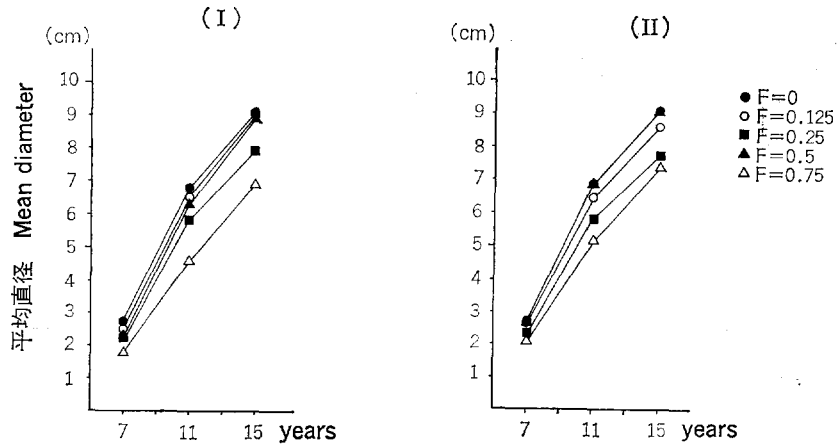 (I)
(cm)
10
9
8
7
6
5
4
3
2
1
平均直径 Mean diameter
7 11 15 years
(II)
(cm)
10
9
8
7
6
5
4
3
2
1
7 11 15 years
● F=0
○ F=0.125
■ F=0.25
▲ F=0.5
△ F=0.75